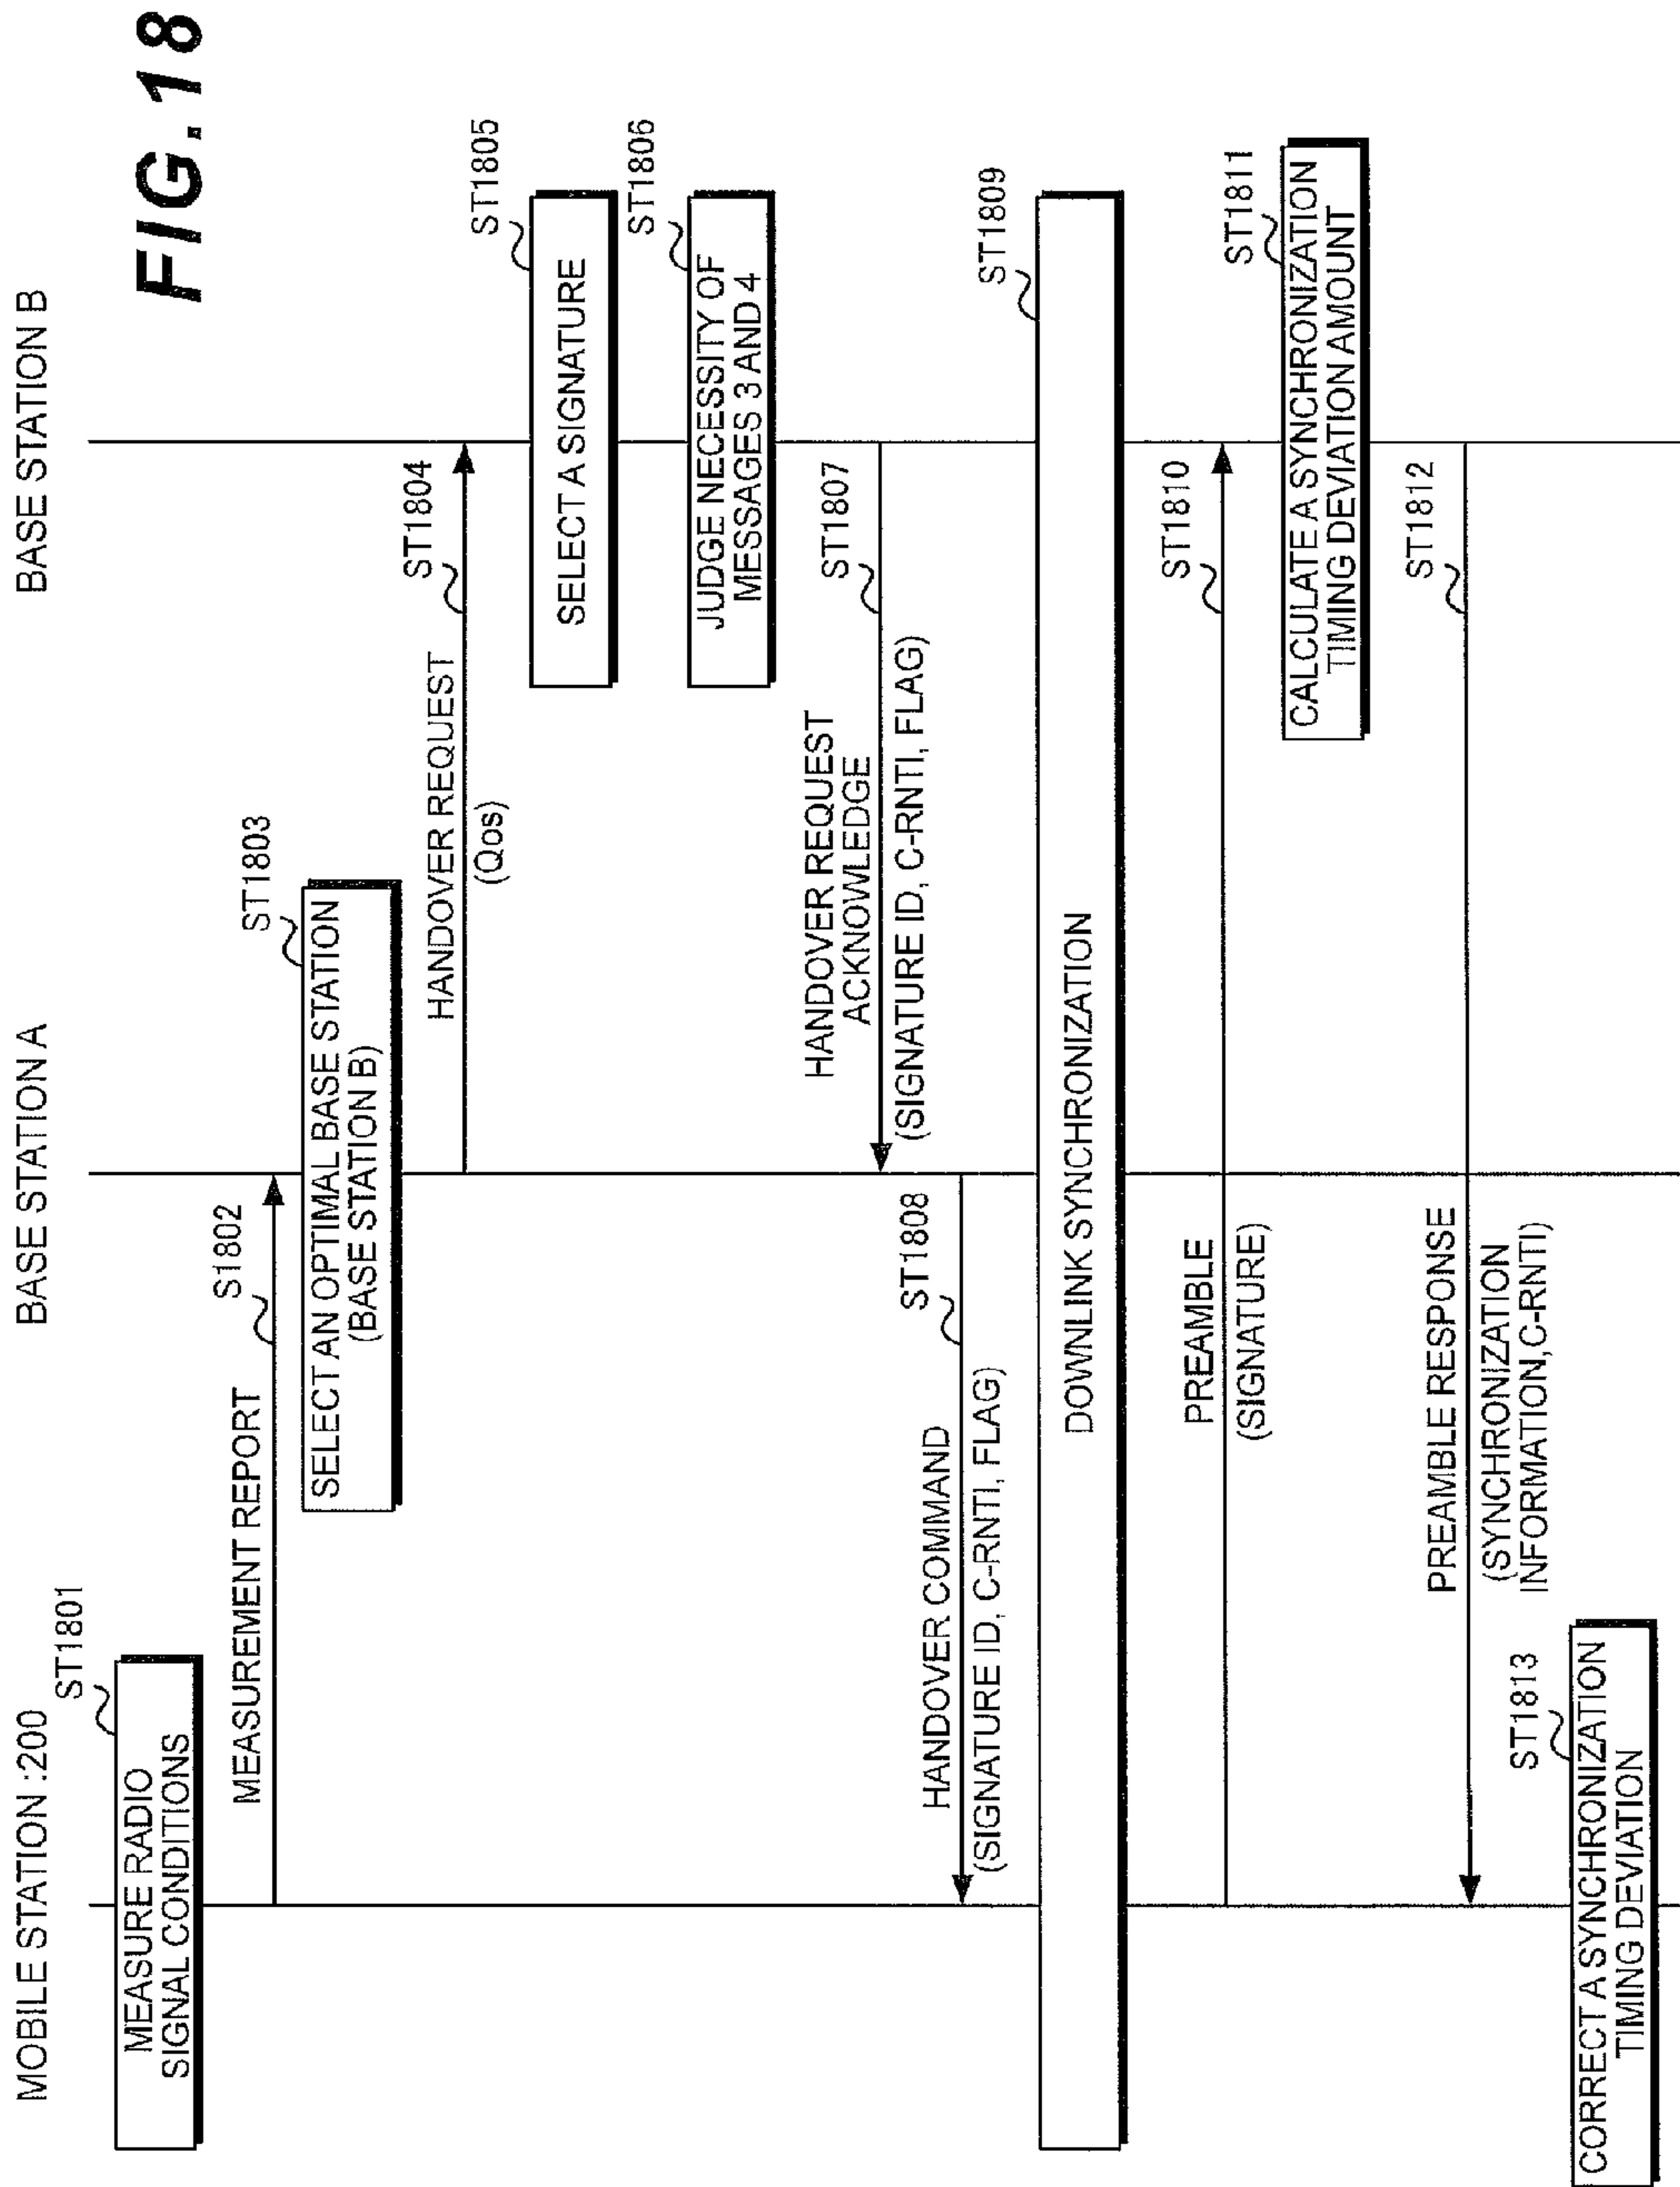 FIG.18
MOBILE STATION :200
BASE STATION A
BASE STATION B
ST1801
MEASURE RADIO
SIGNAL CONDITIONS
MEASUREMENT REPORT
S1802
ST1803
SELECT AN OPTIMAL BASE STATION
(BASE STATION B)
HANDOVER REQUEST
(Qos)
ST1804
ST1805
SELECT A SIGNATURE
ST1806
JUDGE NECESSITY OF
MESSAGES 3 AND 4
HANDOVER REQUEST
ACKNOWLEDGE
(SIGNATURE ID, C-RNTI, FLAG)
ST1807
HANDOVER COMMAND
(SIGNATURE ID, C-RNTI, FLAG)
ST1808
ST1809
DOWNLINK SYNCHRONIZATION
PREAMBLE
(SIGNATURE)
ST1810
ST1811
CALCULATE A SYNCHRONIZATION
TIMING DEVIATION AMOUNT
PREAMBLE RESPONSE
(SYNCHRONIZATION
INFORMATION,C-RNTI)
ST1812
ST1813
CORRECT A SYNCHRONIZATION
TIMING DEVIATION